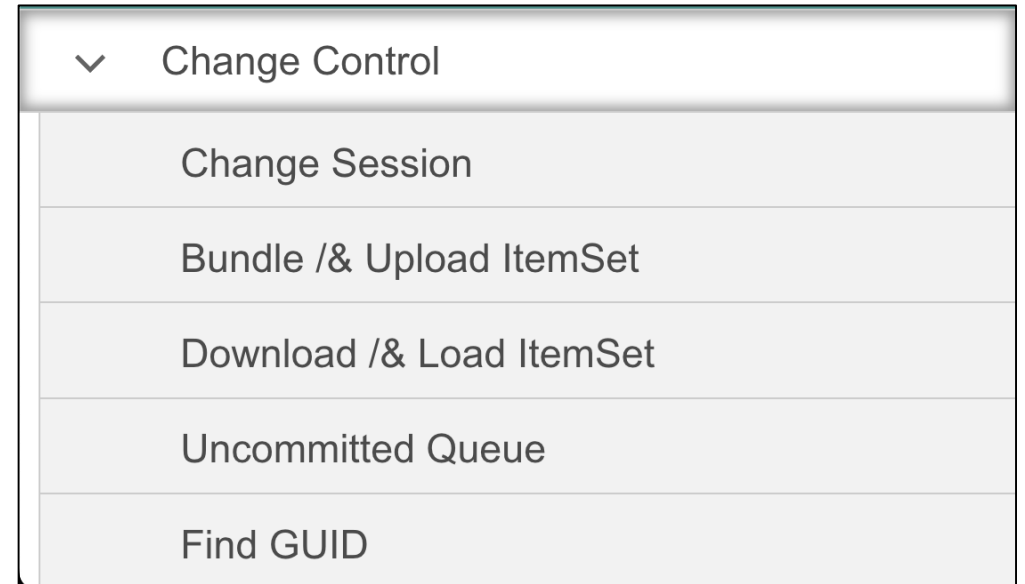 Change Control
Change Session
Bundle /& Upload ItemSet
Download /& Load ItemSet
Uncommitted Queue
Find GUID